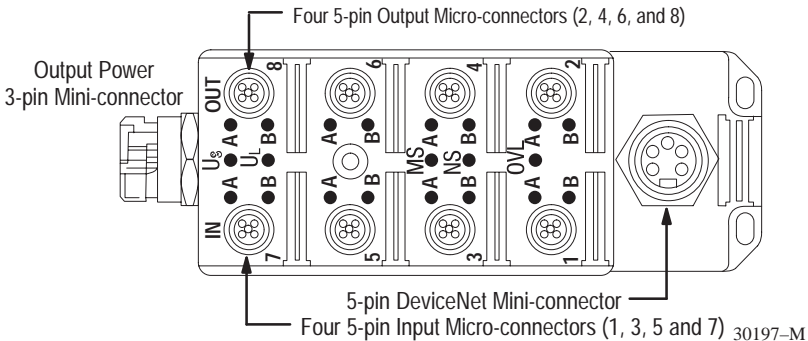 Four 5-pin Output Micro-connectors (2, 4, 6, and 8)
Output Power
3-pin Mini-connector
OUT 8 6 4 2
A B A B A B A B
US UL MS NS OVL
A B A B A B A B
IN 7 5 3 1
5-pin DeviceNet Mini-connector
Four 5-pin Input Micro-connectors (1, 3, 5 and 7)
30197–M